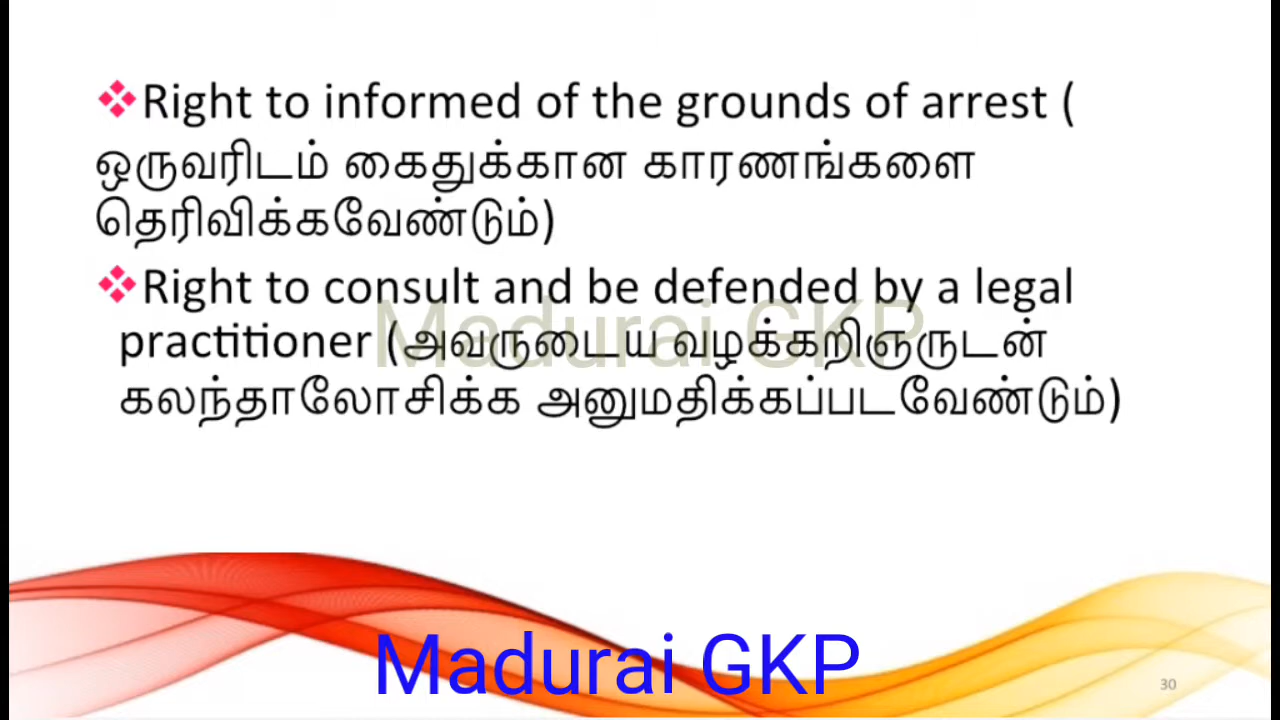 ❖Right to informed of the grounds of arrest (
ஒருவரிடம் கைதுக்கான காரணங்களை
தெரிவிக்கவேண்டும்)
❖Right to consult and be defended by a legal
practitioner (அவருடைய வழக்கறிஞருடன்
கலந்தாலோசிக்க அனுமதிக்கப்படவேண்டும்)
Madurai GKP
Madurai GKP
30